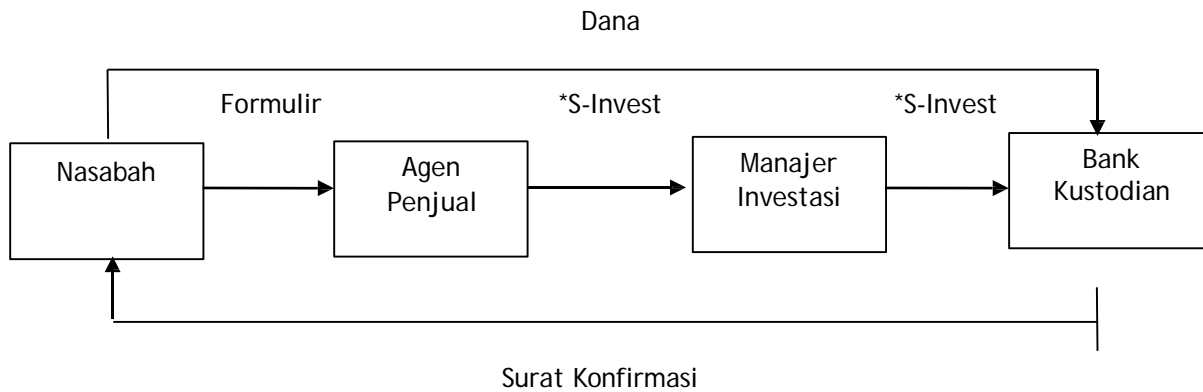 Dana
Formulir
*S-Invest
*S-Invest
Nasabah
Agen
Penjual
Manajer
Investasi
Bank
Kustodian
Surat Konfirmasi